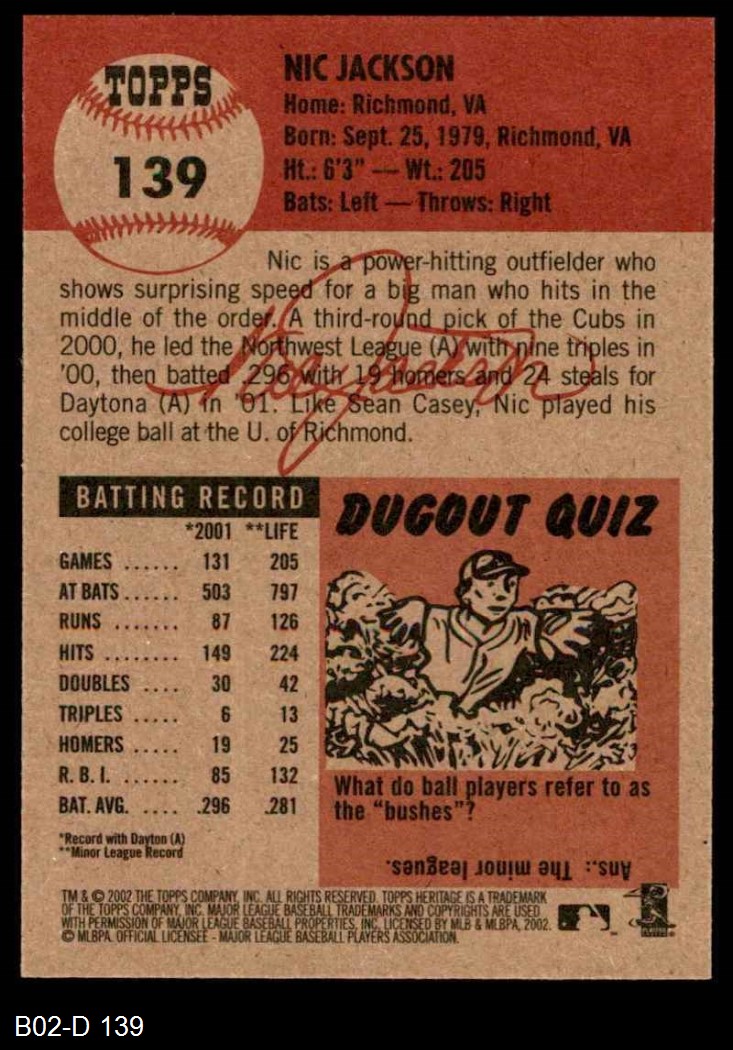 TOPPS
139
NIC JACKSON
Home: Richmond, VA
Born: Sept. 25, 1979, Richmond, VA
Ht.: 6'3" — Wt.: 205
Bats: Left — Throws: Right
Nic is a power-hitting outfielder who
shows surprising speed for a big man who hits in the
middle of the order. A third-round pick of the Cubs in
2000, he led the Northwest League (A) with nine triples in
'00, then batted .296 with 19 homers and 24 steals for
Daytona (A) in '01. Like Sean Casey, Nic played his
college ball at the U. of Richmond.
BATTING RECORD
*2001 **LIFE
GAMES ...... 131 205
AT BATS ...... 503 797
RUNS ....... 87 126
HITS ........ 149 224
DOUBLES .... 30 42
TRIPLES ..... 6 13
HOMERS ..... 19 25
R. B. I. ...... 85 132
BAT. AVG. .... .296 .281
*Record with Dayton (A)
**Minor League Record
DUGOUT QUIZ
What do ball players refer to as
the "bushes"?
Ans.: The minor leagues.
TM & © 2002 THE TOPPS COMPANY, INC. ALL RIGHTS RESERVED. TOPPS HERITAGE IS A TRADEMARK
OF THE TOPPS COMPANY, INC. MAJOR LEAGUE BASEBALL TRADEMARKS AND COPYRIGHTS ARE USED
WITH PERMISSION OF MAJOR LEAGUE BASEBALL PROPERTIES, INC. LICENSED BY MLB & MLBPA, 2002.
© MLBPA. OFFICIAL LICENSEE - MAJOR LEAGUE BASEBALL PLAYERS ASSOCIATION.
B02-D 139